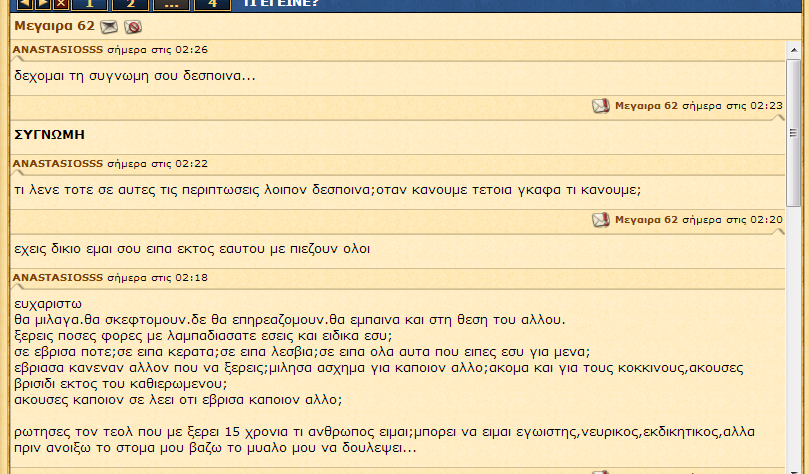 1 2 ... 4 ΤΙ ΕΓΕΙΝΕ?
Μεγαιρα 62
ANASTASIOSSS σήμερα στις 02:26
δεχομαι τη συγνωμη σου δεσποινα...
Μεγαιρα 62 σήμερα στις 02:23
ΣΥΓΝΩΜΗ
ANASTASIOSSS σήμερα στις 02:22
τι λενε τοτε σε αυτες τις περιπτωσεις λοιπον δεσποινα;οταν κανουμε τετοια γκαφα τι κανουμε;
Μεγαιρα 62 σήμερα στις 02:20
εχεις δικιο εμαι σου ειπα εκτος εαυτου με πιεζουν ολοι
ANASTASIOSSS σήμερα στις 02:18
ευχαριστω
θα μιλαγα.θα σκεφτομουν.δε θα επηρεαζομουν.θα εμπαινα και στη θεση του αλλου.
ξερεις ποσες φορες με λαμπαδιασατε εσεις και ειδικα εσυ;
σε εβρισα ποτε;σε ειπα κερατα;σε ειπα λεσβια;σε ειπα ολα αυτα που ειπες εσυ για μενα;
εβριασα κανεναν αλλον που να ξερεις;μιλησα ασχημα για καποιον αλλο;ακομα και για τους κοκκινους,ακουσες
βρισιδι εκτος του καθιερωμενου;
ακουσες καποιον σε λεει οτι εβρισα καποιον αλλο;
ρωτησες τον τεολ που με ξερει 15 χρονια τι ανθρωπος ειμαι;μπορει να ειμαι εγωιστης,νευρικος,εκδικητικος,αλλα
πριν ανοιξω το στομα μου βαζω το μυαλο μου να δουλεψει...